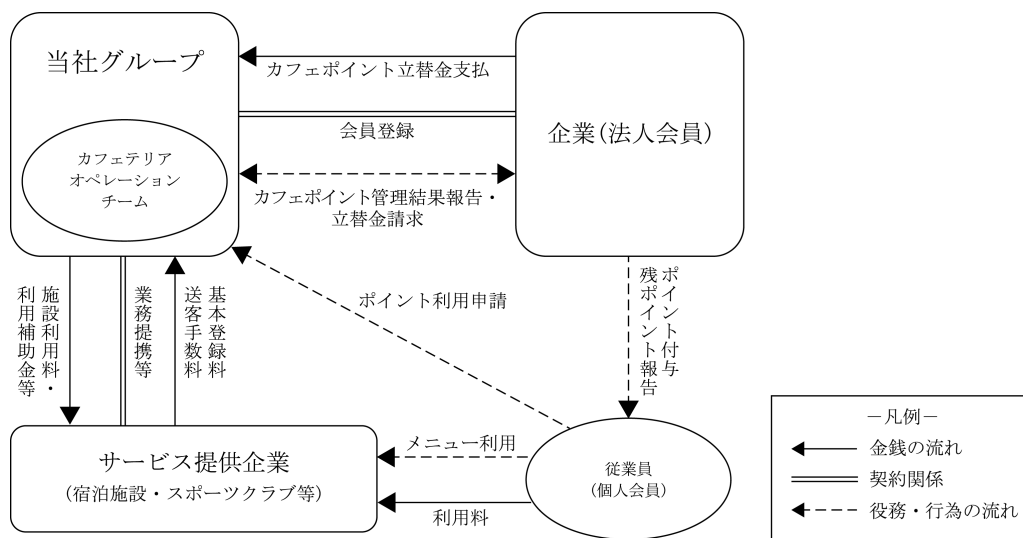 当社グループ
カフェテリア
オペレーション
チーム
カフェポイント立替金支払
会員登録
カフェポイント管理結果報告・
立替金請求
企業(法人会員)
施設利用料・
利用補助金等
業務提携等
基本登録料
送客手数料
ポイント利用申請
ポイント付与
残ポイント報告
サービス提供企業
(宿泊施設・スポーツクラブ等)
メニュー利用
利用料
従業員
(個人会員)
−凡例−
金銭の流れ
契約関係
役務・行為の流れ